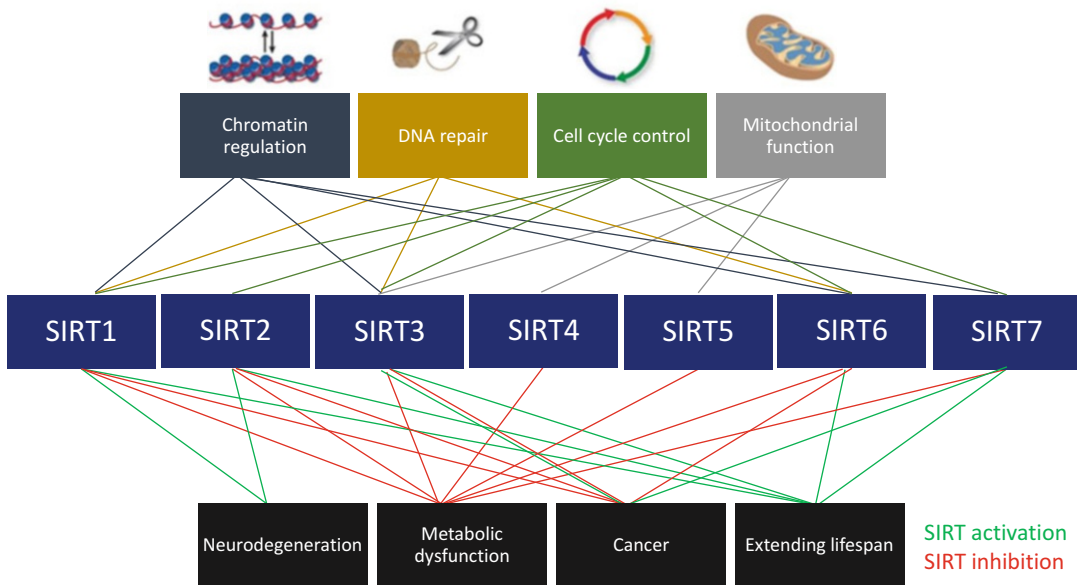 Chromatin
regulation
DNA repair
Cell cycle control
Mitochondrial
function
SIRT1
SIRT2
SIRT3
SIRT4
SIRT5
SIRT6
SIRT7
Neurodegeneration
Metabolic
dysfunction
Cancer
Extending lifespan
SIRT activation
SIRT inhibition